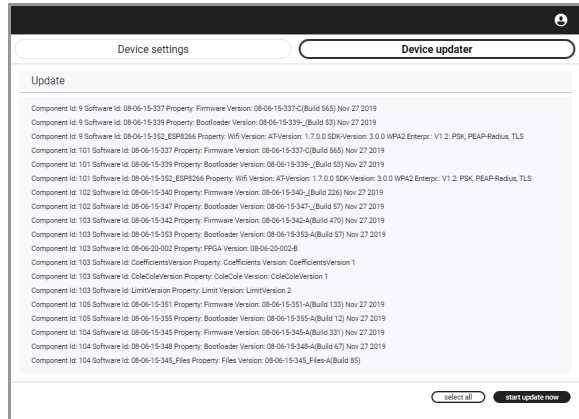 Device settings
Device updater
Update
Component Id: 9 Software Id: 08-06-15-337 Property: Firmware Version: 08-06-15-337-C(Build 565) Nov 27 2019
Component Id: 9 Software Id: 08-06-15-339 Property: Bootloader Version: 08-06-15-339-_(Build 53) Nov 27 2019
Component Id: 9 Software Id: 08-06-15-352_ESP8266 Property: Wifi Version: AT-Version: 1.7.0.0 SDK-Version: 3.0.0 WPA2 Enterpr.: V1.2: PSK, PEAP-Radius, TLS
Component Id: 101 Software Id: 08-06-15-337 Property: Firmware Version: 08-06-15-337-C(Build 565) Nov 27 2019
Component Id: 101 Software Id: 08-06-15-339 Property: Bootloader Version: 08-06-15-339-_(Build 53) Nov 27 2019
Component Id: 101 Software Id: 08-06-15-352_ESP8266 Property: Wifi Version: AT-Version: 1.7.0.0 SDK-Version: 3.0.0 WPA2 Enterpr.: V1.2: PSK, PEAP-Radius, TLS
Component Id: 102 Software Id: 08-06-15-340 Property: Firmware Version: 08-06-15-340-_(Build 226) Nov 27 2019
Component Id: 102 Software Id: 08-06-15-347 Property: Bootloader Version: 08-06-15-347-_(Build 57) Nov 27 2019
Component Id: 103 Software Id: 08-06-15-342 Property: Firmware Version: 08-06-15-342-A(Build 470) Nov 27 2019
Component Id: 103 Software Id: 08-06-15-353 Property: Bootloader Version: 08-06-15-353-A(Build 57) Nov 27 2019
Component Id: 103 Software Id: 08-06-20-002 Property: FPGA Version: 08-06-20-002-B
Component Id: 103 Software Id: CoefficientsVersion Property: Coefficients Version: CoefficientsVersion 1
Component Id: 103 Software Id: ColeColeVersion Property: ColeCole Version: ColeColeVersion 1
Component Id: 103 Software Id: LimitVersion Property: Limit Version: LimitVersion 2
Component Id: 105 Software Id: 08-06-15-351 Property: Firmware Version: 08-06-15-351-A(Build 133) Nov 27 2019
Component Id: 105 Software Id: 08-06-15-355 Property: Bootloader Version: 08-06-15-355-A(Build 12) Nov 27 2019
Component Id: 104 Software Id: 08-06-15-345 Property: Firmware Version: 08-06-15-345-A(Build 331) Nov 27 2019
Component Id: 104 Software Id: 08-06-15-348 Property: Bootloader Version: 08-06-15-348-A(Build 67) Nov 27 2019
Component Id: 104 Software Id: 08-06-15-345_Files Property: Files Version: 08-06-15-345_Files-A(Build 85)
select all
start update now